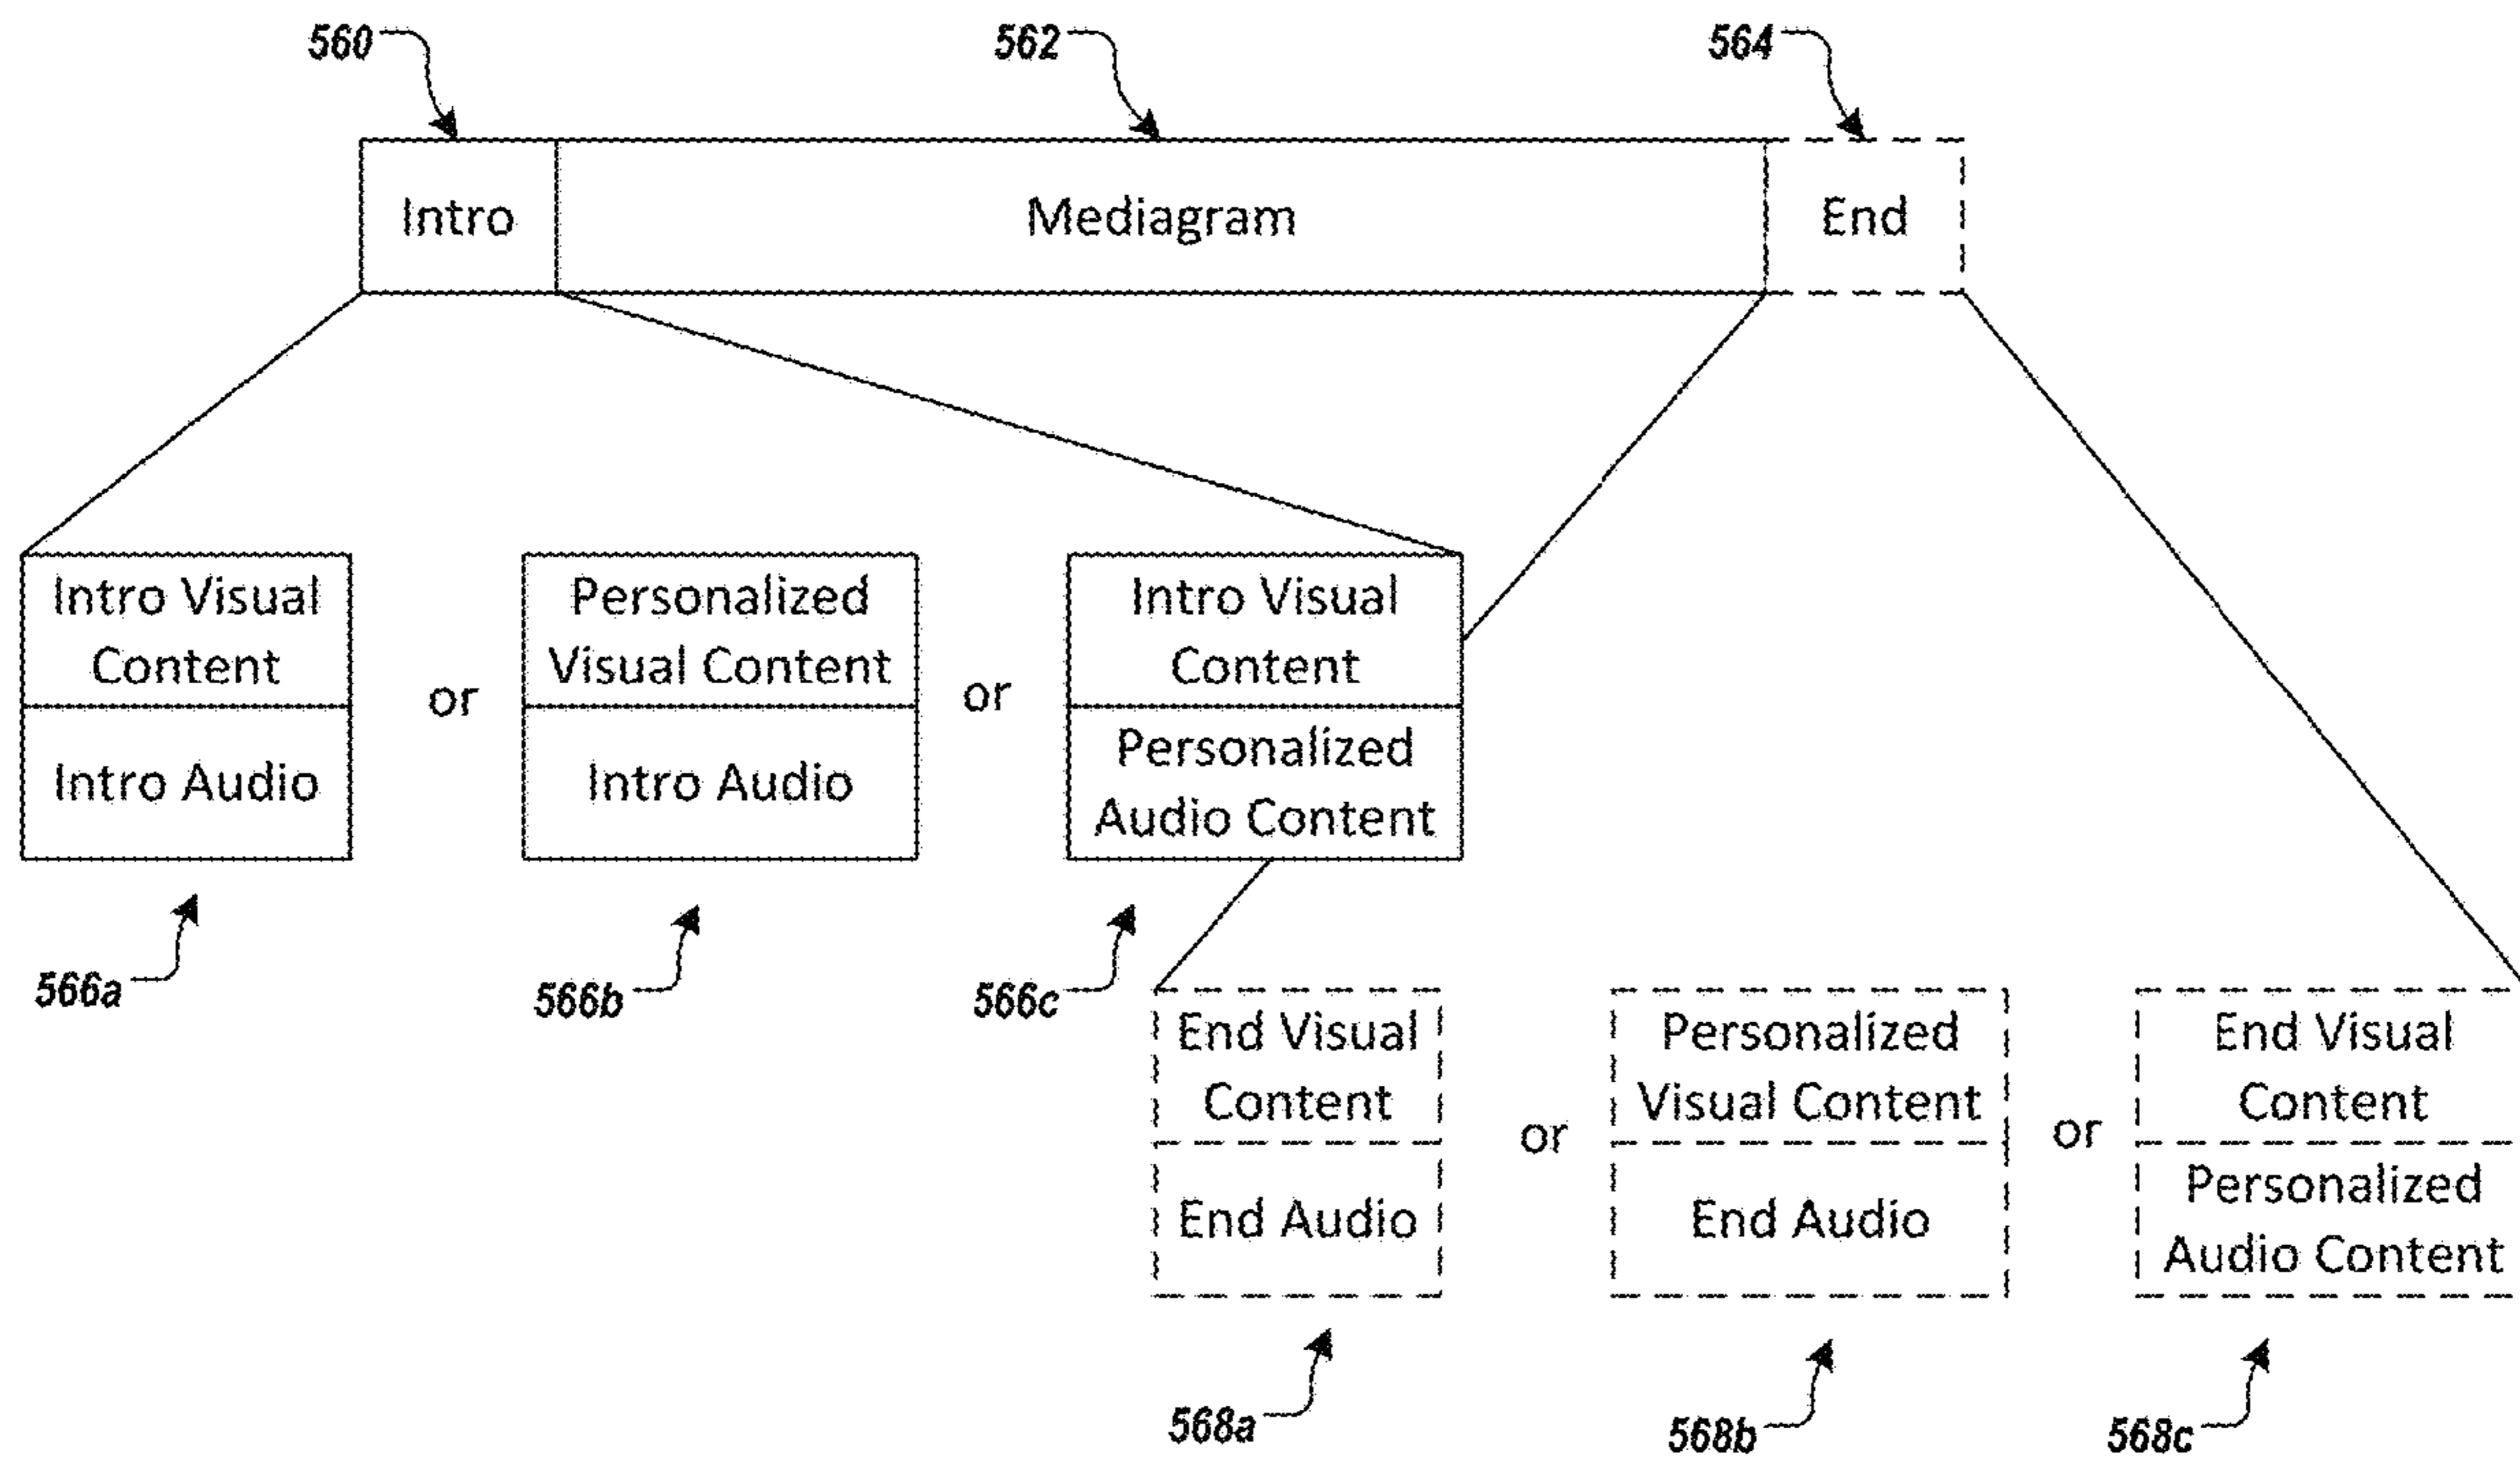 560
562
564
Intro
Mediagram
End
Intro Visual
Content
Intro Audio
or
Personalized
Visual Content
Intro Audio
or
Intro Visual
Content
Personalized
Audio Content
566a
566b
566c
End Visual
Content
End Audio
or
Personalized
Visual Content
End Audio
or
End Visual
Content
Personalized
Audio Content
568a
568b
568c